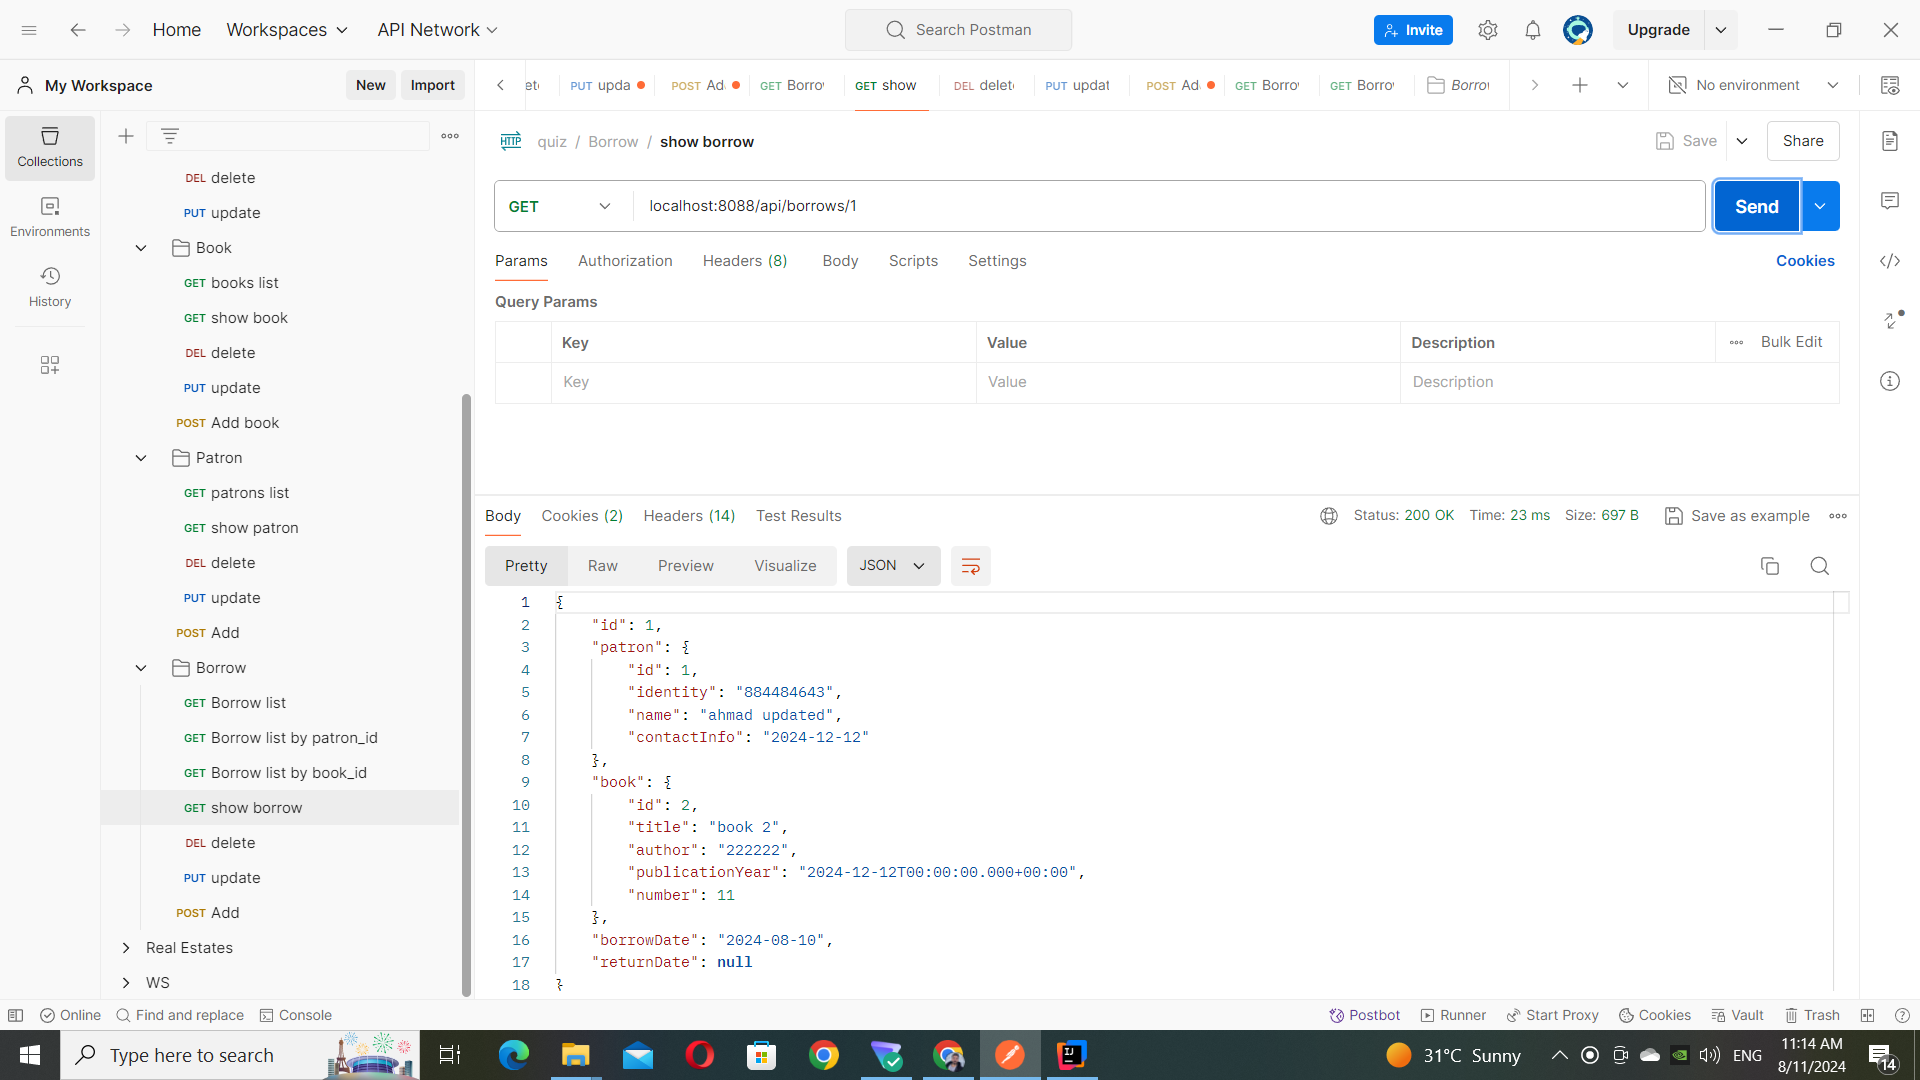 Home Workspaces API Network Search Postman Invite Upgrade
My Workspace New Import PUT upda POST Ad GET Borro GET show DEL delet PUT updat POST Ad GET Borro GET Borro Borro No environment
Collections
Environments
History
DEL delete
PUT update
Book
GET books list
GET show book
DEL delete
PUT update
POST Add book
Patron
GET patrons list
GET show patron
DEL delete
PUT update
POST Add
Borrow
GET Borrow list
GET Borrow list by patron_id
GET Borrow list by book_id
GET show borrow
DEL delete
PUT update
POST Add
Real Estates
WS
HTTP quiz / Borrow / show borrow Save Share
GET localhost:8088/api/borrows/1 Send
Params Authorization Headers (8) Body Scripts Settings Cookies
Query Params
Key Value Description Bulk Edit
Key Value Description
Body Cookies (2) Headers (14) Test Results Status: 200 OK Time: 23 ms Size: 697 B Save as example
Pretty Raw Preview Visualize JSON
1 {
2 "id": 1,
3 "patron": {
4 "id": 1,
5 "identity": "884484643",
6 "name": "ahmad updated",
7 "contactInfo": "2024-12-12"
8 },
9 "book": {
10 "id": 2,
11 "title": "book 2",
12 "author": "222222",
13 "publicationYear": "2024-12-12T00:00:00.000+00:00",
14 "number": 11
15 },
16 "borrowDate": "2024-08-10",
17 "returnDate": null
18 }
Online Find and replace Console Postbot Runner Start Proxy Cookies Vault Trash
Type here to search 31°C Sunny ENG 11:14 AM
8/11/2024 14